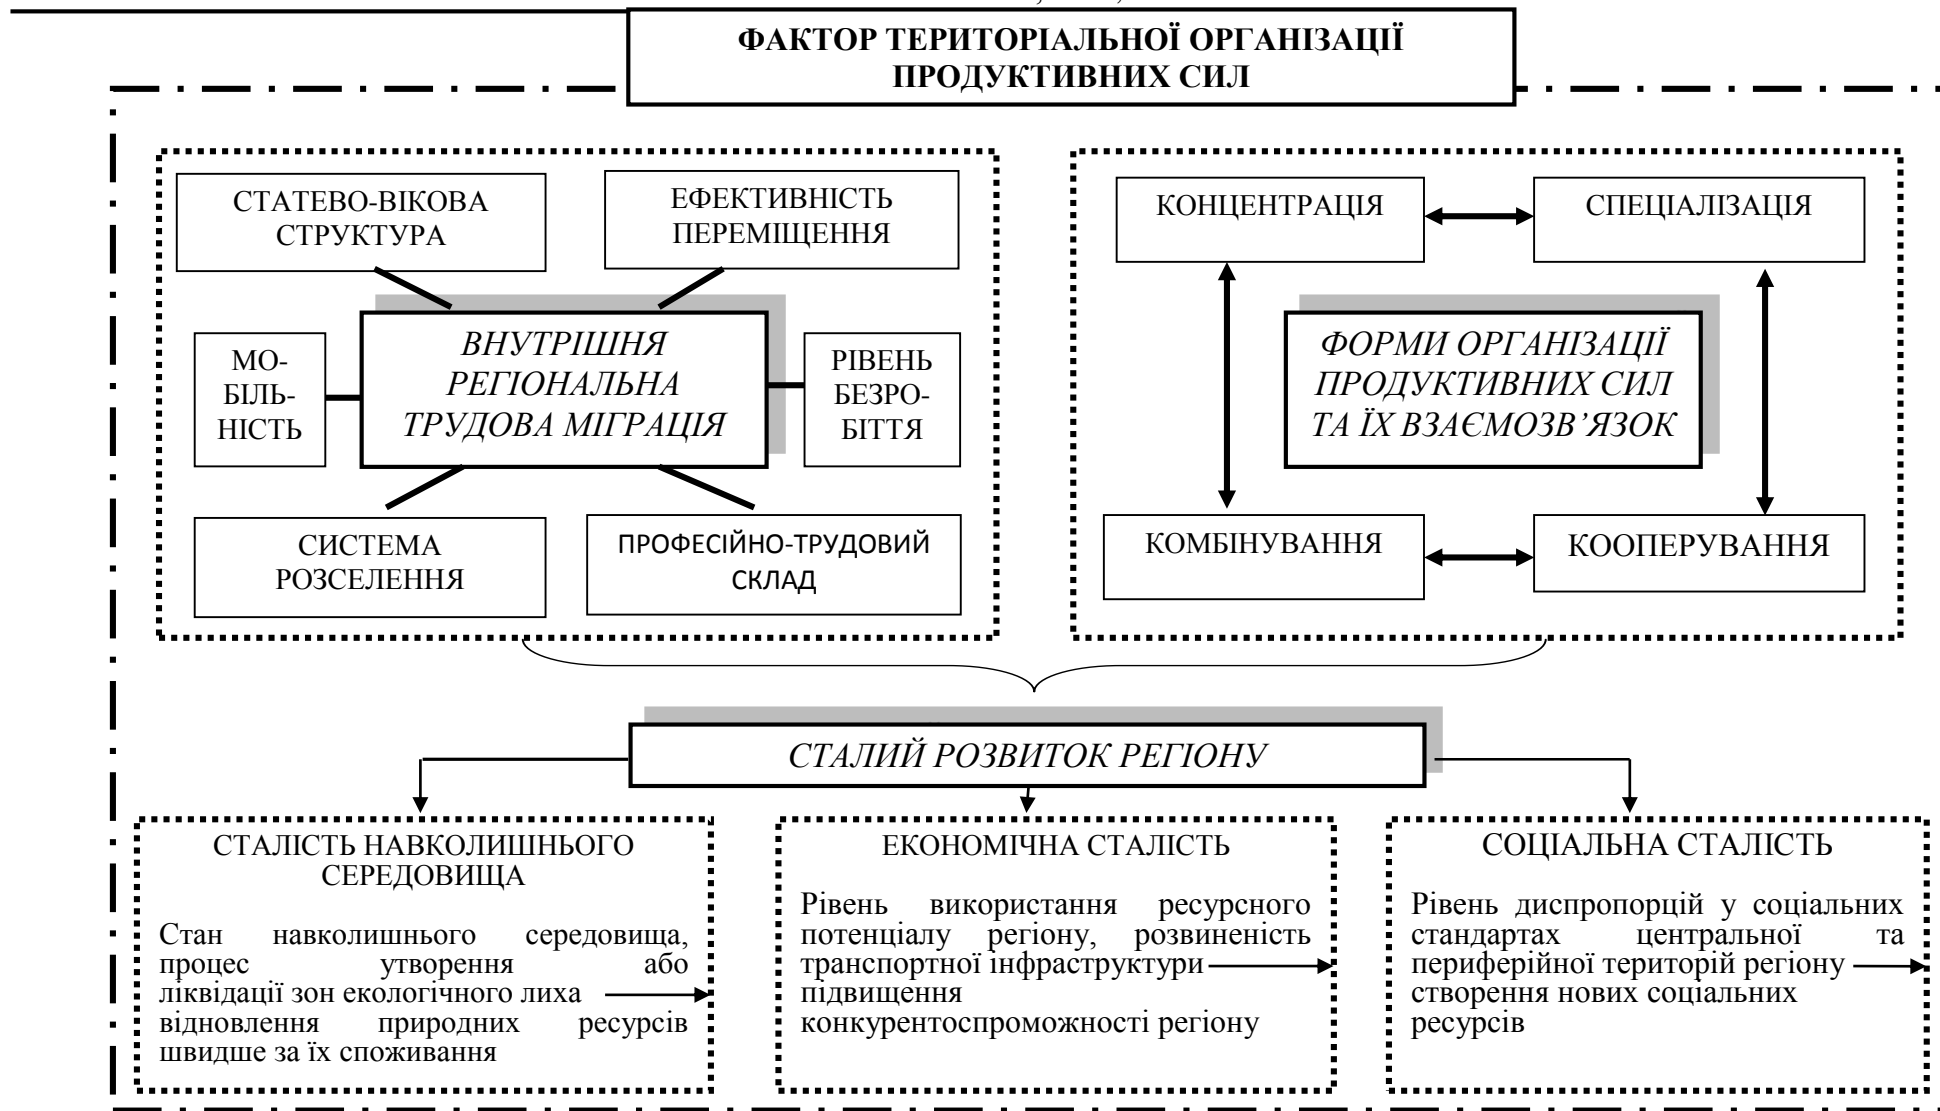 ФАКТОР ТЕРИТОРІАЛЬНОЇ ОРГАНІЗАЦІЇ
ПРОДУКТИВНИХ СИЛ
СТАТЕВО-ВІКОВА
СТРУКТУРА
ЕФЕКТИВНІСТЬ
ПЕРЕМІЩЕННЯ
МО-
БІЛЬ-
НІСТЬ
ВНУТРІШНЯ
РЕГІОНАЛЬНА
ТРУДОВА МІГРАЦІЯ
РІВЕНЬ
БЕЗРО-
БІТТЯ
СИСТЕМА
РОЗСЕЛЕННЯ
ПРОФЕСІЙНО-ТРУДОВИЙ
СКЛАД
КОНЦЕНТРАЦІЯ
СПЕЦІАЛІЗАЦІЯ
ФОРМИ ОРГАНІЗАЦІЇ
ПРОДУКТИВНИХ СИЛ
ТА ЇХ ВЗАЄМОЗВ’ЯЗОК
КОМБІНУВАННЯ
КООПЕРУВАННЯ
СТАЛИЙ РОЗВИТОК РЕГІОНУ
СТАЛІСТЬ НАВКОЛИШНЬОГО
СЕРЕДОВИЩА
Стан навколишнього середовища,
процес утворення або
ліквідації зон екологічного лиха
відновлення природних ресурсів
швидше за їх споживання
ЕКОНОМІЧНА СТАЛІСТЬ
Рівень використання ресурсного
потенціалу регіону, розвиненість
транспортної інфраструктури
підвищення
конкурентоспроможності регіону
СОЦІАЛЬНА СТАЛІСТЬ
Рівень диспропорцій у соціальних
стандартах центральної та
периферійної територій регіону
створення нових соціальних
ресурсів